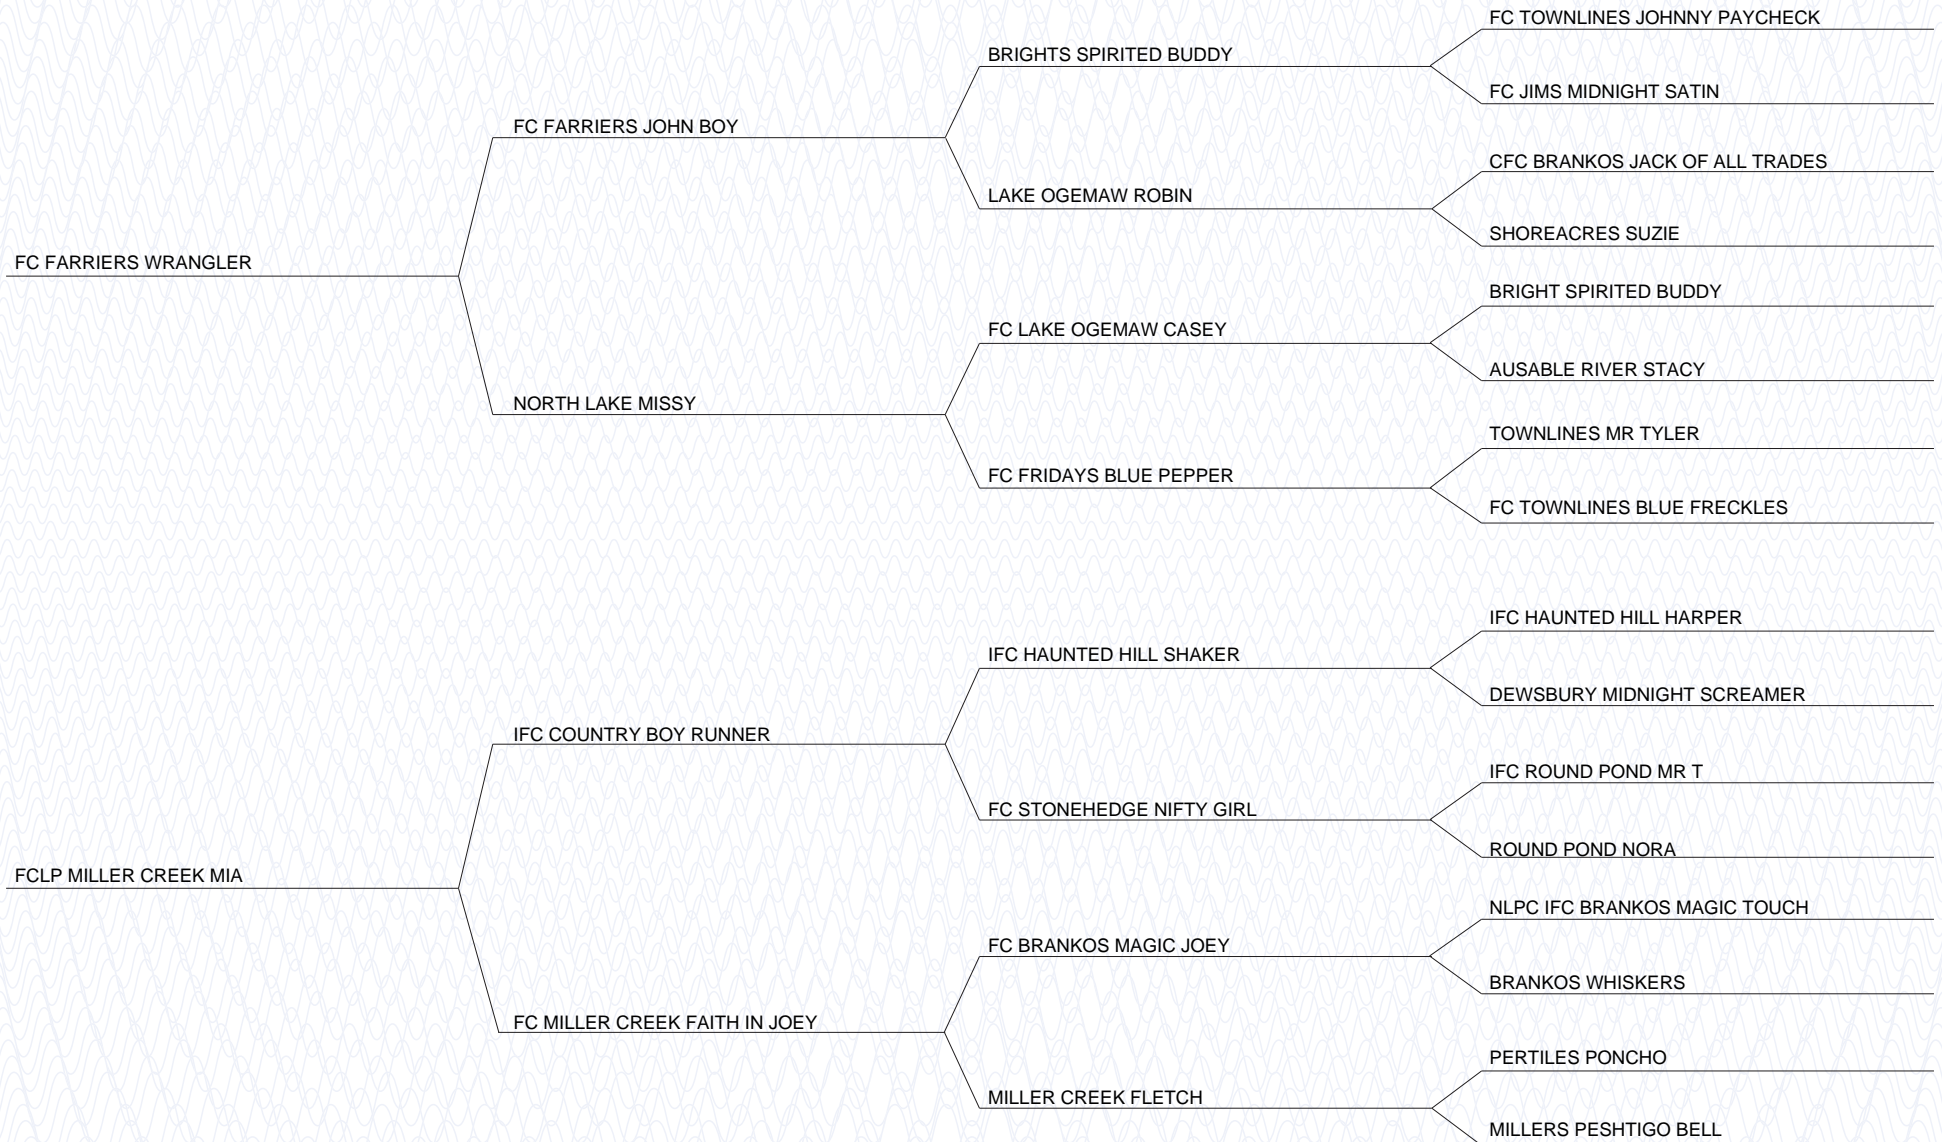 FC TOWNLINES JOHNNY PAYCHECK
BRIGHTS SPIRITED BUDDY
FC JIMS MIDNIGHT SATIN
FC FARRIERS JOHN BOY
CFC BRANKOS JACK OF ALL TRADES
LAKE OGEMAW ROBIN
SHOREACRES SUZIE
FC FARRIERS WRANGLER
BRIGHT SPIRITED BUDDY
FC LAKE OGEMAW CASEY
AUSABLE RIVER STACY
NORTH LAKE MISSY
TOWNLINES MR TYLER
FC FRIDAYS BLUE PEPPER
FC TOWNLINES BLUE FRECKLES
IFC HAUNTED HILL HARPER
IFC HAUNTED HILL SHAKER
DEWSBURY MIDNIGHT SCREAMER
IFC COUNTRY BOY RUNNER
IFC ROUND POND MR T
FC STONEHEDGE NIFTY GIRL
ROUND POND NORA
FCLP MILLER CREEK MIA
NLPC IFC BRANKOS MAGIC TOUCH
FC BRANKOS MAGIC JOEY
BRANKOS WHISKERS
FC MILLER CREEK FAITH IN JOEY
PERTILES PONCHO
MILLER CREEK FLETCH
MILLERS PESHTIGO BELL